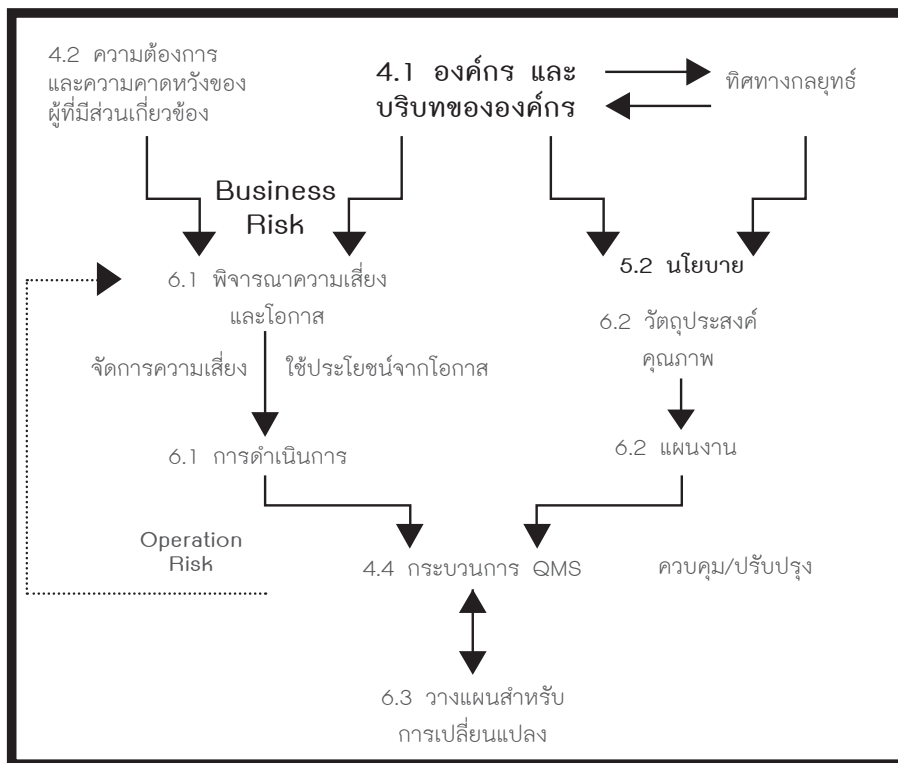 4.2 ความต้องการ
และความคาดหวังของ
ผู้ที่มีส่วนเกี่ยวข้อง
4.1 องค์กร และ
บริบทขององค์กร
ทิศทางกลยุทธ์
Business
Risk
6.1 พิจารณาความเสี่ยง
และโอกาส
5.2 นโยบาย
6.2 วัตถุประสงค์
คุณภาพ
จัดการความเสี่ยง
ใช้ประโยชน์จากโอกาส
6.1 การดำเนินการ
6.2 แผนงาน
Operation
Risk
4.4 กระบวนการ QMS
ควบคุม/ปรับปรุง
6.3 วางแผนสำหรับ
การเปลี่ยนแปลง